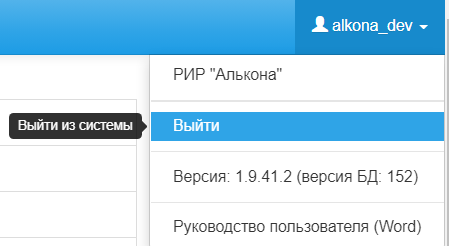 alkona_dev
РИР "Алькона"
Выйти из системы
Выйти
Версия: 1.9.41.2 (версия БД: 152)
Руководство пользователя (Word)